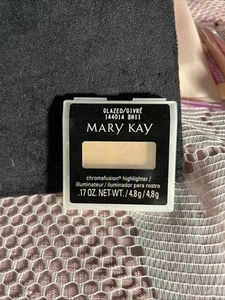 GLAZED/GIVRÉ
144014 BH11
MARY KAY
chromafusion® highlighter /
illuminateur / iluminador para rostro
.17 OZ. NET WT. / 4.8 g / 4,8 g